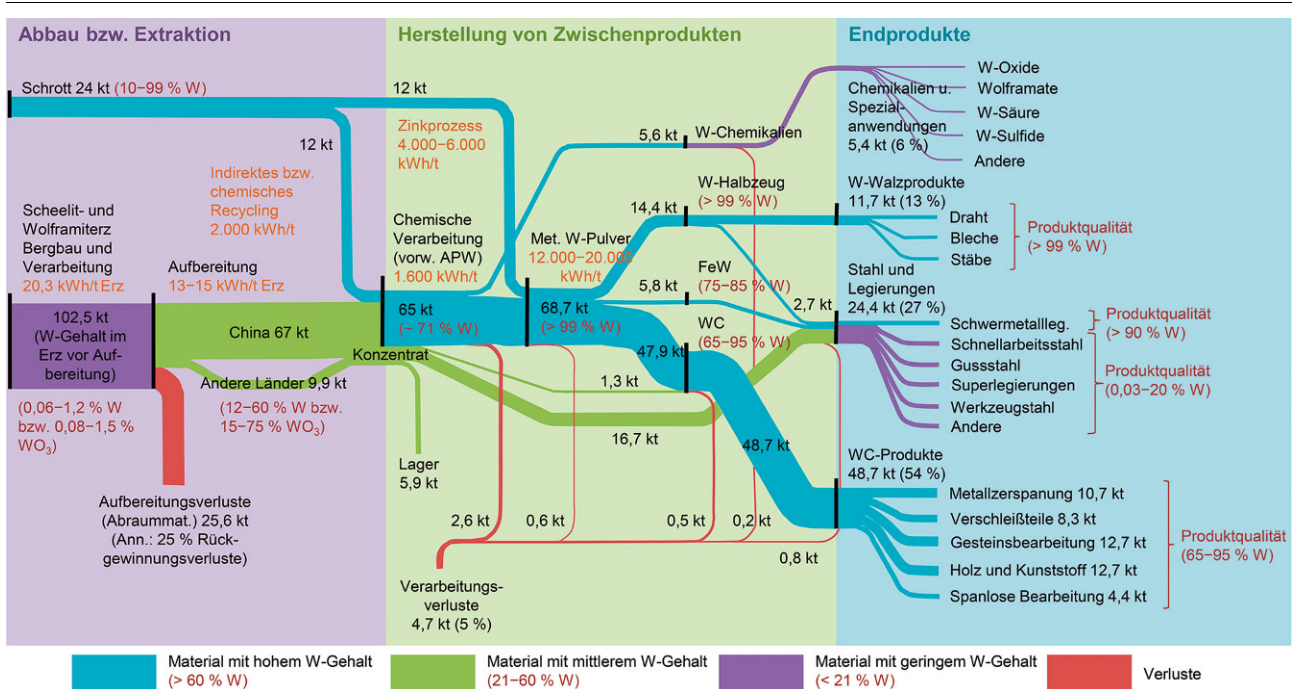 Abbau bzw. Extraktion
Herstellung von Zwischenprodukten
Endprodukte
Schrott 24 kt (10–99 % W)
12 kt
12 kt
Zinkprozess
4.000–6.000
kWh/t
Indirektes bzw.
chemisches
Recycling
2.000 kWh/t
Scheelit- und
Wolframiterz
Bergbau und
Verarbeitung
20,3 kWh/t Erz
Aufbereitung
13–15 kWh/t Erz
102,5 kt
(W-Gehalt im
Erz vor Auf-
bereitung)
China 67 kt
Konzentrat
Andere Länder 9,9 kt
(0,06–1,2 % W
bzw. 0,08–1,5 %
WO₃)
(12–60 % W bzw.
15–75 % WO₃)
Lager
5,9 kt
Aufbereitungsverluste
(Abraummat.) 25,6 kt
(Ann.: 25 % Rück-
gewinnungsverluste)
Chemische
Verarbeitung
(vorw. APW)
1.600 kWh/t
65 kt
(~ 71 % W)
Met. W-Pulver
12.000–20.000
kWh/t
68,7 kt
(> 99 % W)
5,6 kt
W-Chemikalien
W-Halbzeug
(> 99 % W)
14,4 kt
FeW
(75–85 % W)
5,8 kt
WC
(65–95 % W)
47,9 kt
2,7 kt
1,3 kt
16,7 kt
48,7 kt
2,6 kt
0,6 kt
0,5 kt
0,2 kt
0,8 kt
Verarbeitungs-
verluste
4,7 kt (5 %)
Chemikalien u.
Spezial-
anwendungen
5,4 kt (6 %)
W-Oxide
Wolframate
W-Säure
W-Sulfide
Andere
W-Walzprodukte
11,7 kt (13 %)
Draht
Bleche
Stäbe
Produktqualität
(> 99 % W)
Stahl und
Legierungen
24,4 kt (27 %)
Schwermetallleg.
Schnellarbeitsstahl
Gussstahl
Superlegierungen
Werkzeugstahl
Andere
Produktqualität
(> 90 % W)
Produktqualität
(0,03–20 % W)
WC-Produkte
48,7 kt (54 %)
Metallzerspanung 10,7 kt
Verschleißteile 8,3 kt
Gesteinsbearbeitung 12,7 kt
Holz und Kunststoff 12,7 kt
Spanlose Bearbeitung 4,4 kt
Produktqualität
(65–95 % W)
Material mit hohem W-Gehalt
(> 60 % W)
Material mit mittlerem W-Gehalt
(21–60 % W)
Material mit geringem W-Gehalt
(< 21 % W)
Verluste